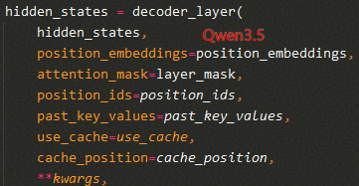 hidden_states = decoder_layer(
hidden_states,
Qwen3.5
position_embeddings=position_embeddings,
attention_mask=layer_mask,
position_ids=position_ids,
past_key_values=past_key_values,
use_cache=use_cache,
cache_position=cache_position,
**kwargs,